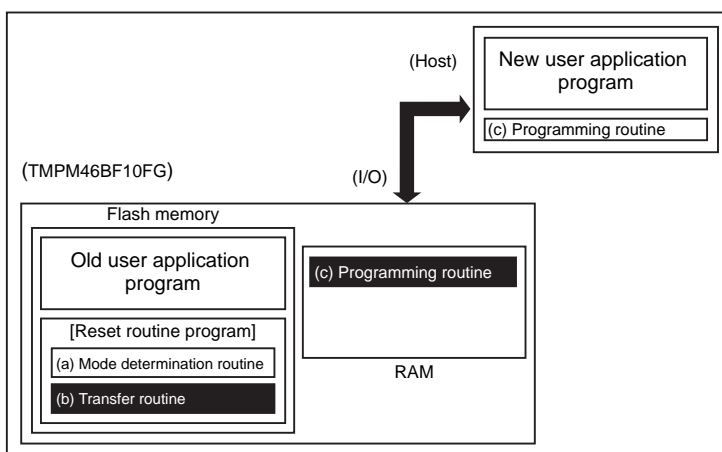 (Host)
New user application
program
(c) Programming routine
(TMPM46BF10FG)
(I/O)
Flash memory
Old user application
program
[Reset routine program]
(a) Mode determination routine
(b) Transfer routine
(c) Programming routine
RAM